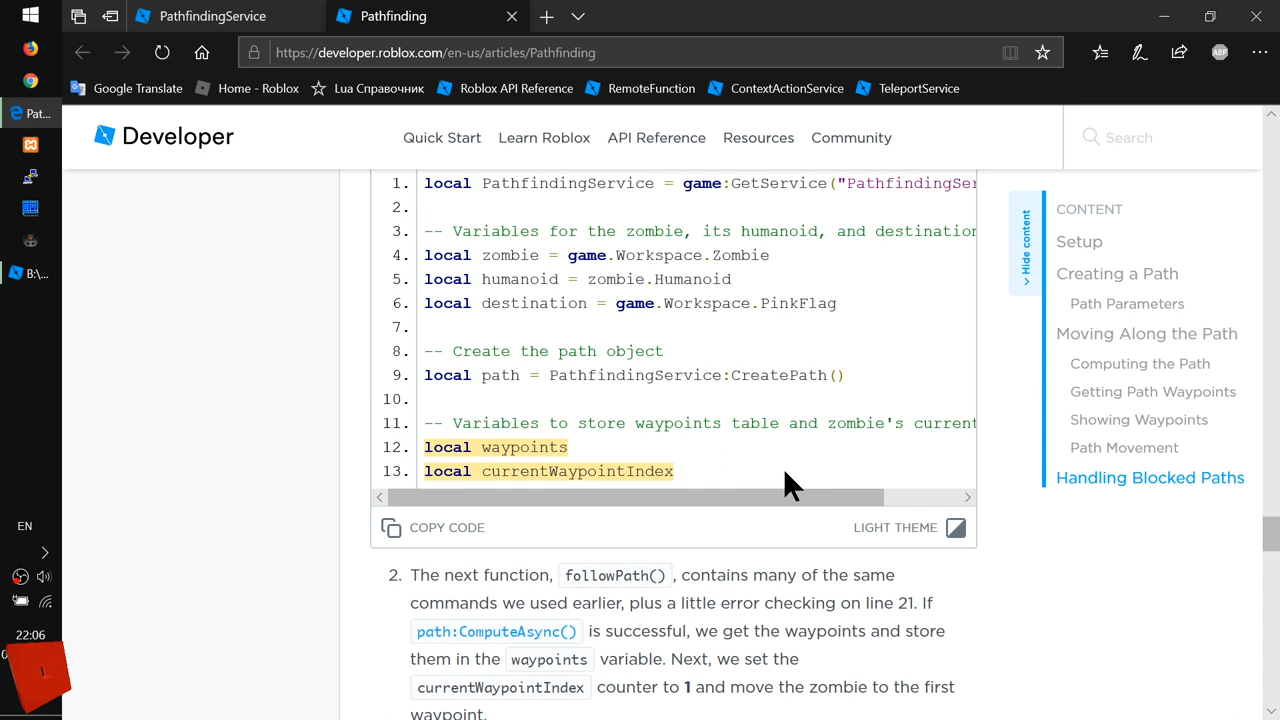 PathfindingService
Pathfinding
https://developer.roblox.com/en-us/articles/Pathfinding
ABP
Google Translate
Home - Roblox
Lua Справочник
Roblox API Reference
RemoteFunction
ContextActionService
TeleportService
Pat...
B:\...
EN
22:06
Developer
Quick Start
Learn Roblox
API Reference
Resources
Community
Search
1. local PathfindingService = game:GetService("PathfindingSer
2.
3. -- Variables for the zombie, its humanoid, and destination
4. local zombie = game.Workspace.Zombie
5. local humanoid = zombie.Humanoid
6. local destination = game.Workspace.PinkFlag
7.
8. -- Create the path object
9. local path = PathfindingService:CreatePath()
10.
11. -- Variables to store waypoints table and zombie's current
12. local waypoints
13. local currentWaypointIndex
COPY CODE
LIGHT THEME
2. The next function, followPath(), contains many of the same
commands we used earlier, plus a little error checking on line 21. If
path:ComputeAsync() is successful, we get the waypoints and store
them in the waypoints variable. Next, we set the
currentWaypointIndex counter to 1 and move the zombie to the first
waypoint.
Hide content
CONTENT
Setup
Creating a Path
Path Parameters
Moving Along the Path
Computing the Path
Getting Path Waypoints
Showing Waypoints
Path Movement
Handling Blocked Paths